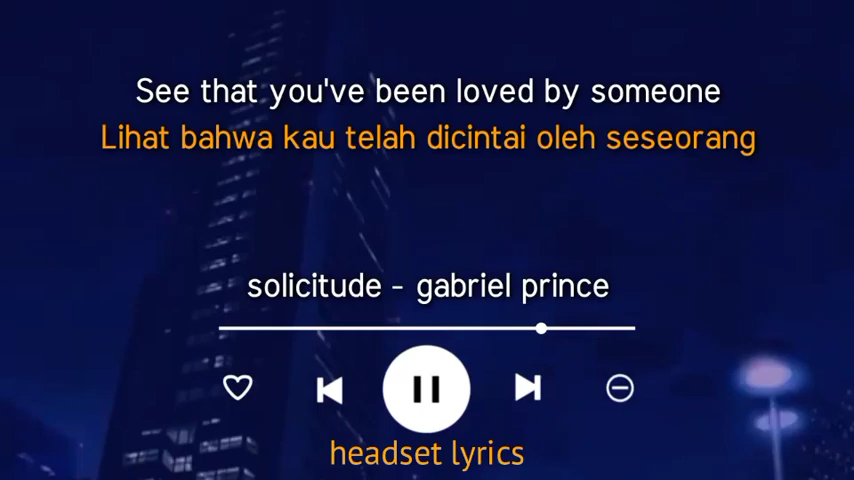 See that you've been loved by someone
Lihat bahwa kau telah dicintai oleh seseorang
solicitude - gabriel prince
headset lyrics